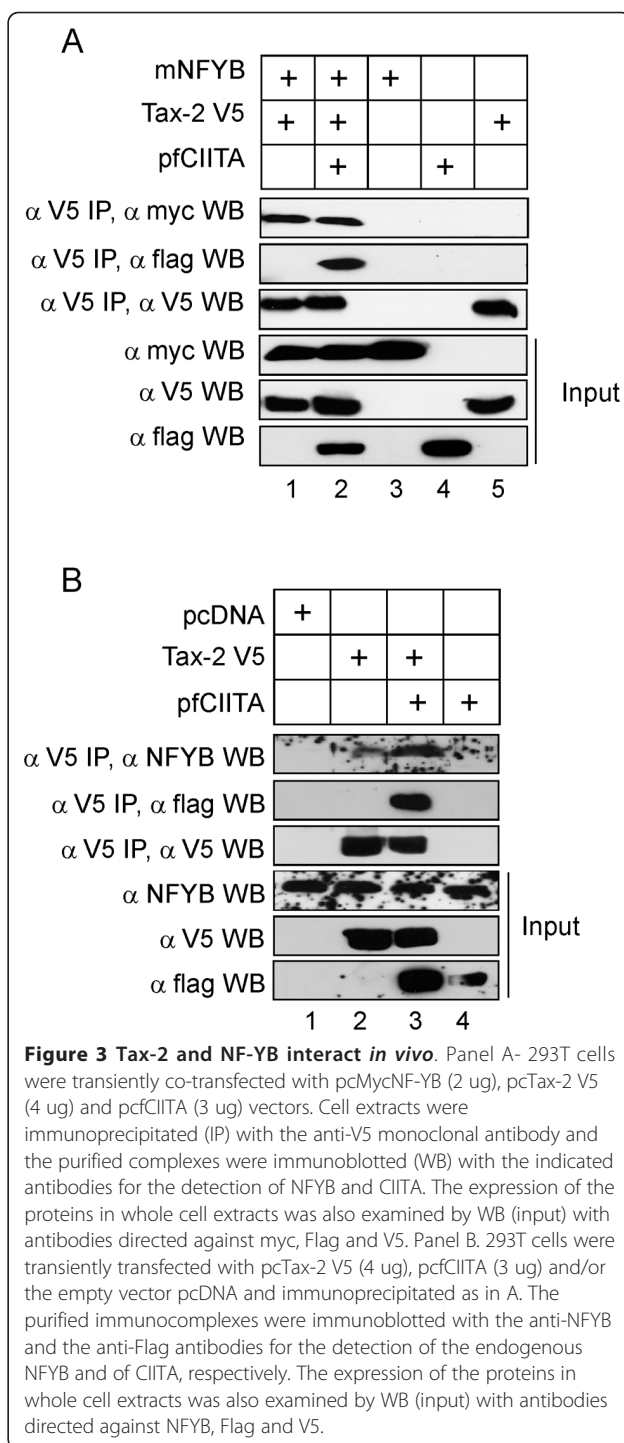 A
mNFYB + + +
Tax-2 V5 + + +
pfCIITA + +
α V5 IP, α myc WB
α V5 IP, α flag WB
α V5 IP, α V5 WB
α myc WB
α V5 WB
α flag WB
Input
1 2 3 4 5
B
pcDNA +
Tax-2 V5 + +
pfCIITA + +
α V5 IP, α NFYB WB
α V5 IP, α flag WB
α V5 IP, α V5 WB
α NFYB WB
α V5 WB
α flag WB
Input
1 2 3 4
Figure 3 Tax-2 and NF-YB interact in vivo. Panel A- 293T cells
were transiently co-transfected with pcMycNF-YB (2 ug), pcTax-2 V5
(4 ug) and pcfCIITA (3 ug) vectors. Cell extracts were
immunoprecipitated (IP) with the anti-V5 monoclonal antibody and
the purified complexes were immunoblotted (WB) with the indicated
antibodies for the detection of NFYB and CIITA. The expression of the
proteins in whole cell extracts was also examined by WB (input) with
antibodies directed against myc, Flag and V5. Panel B. 293T cells were
transiently transfected with pcTax-2 V5 (4 ug), pcfCIITA (3 ug) and/or
the empty vector pcDNA and immunoprecipitated as in A. The
purified immunocomplexes were immunoblotted with the anti-NFYB
and the anti-Flag antibodies for the detection of the endogenous
NFYB and of CIITA, respectively. The expression of the proteins in
whole cell extracts was also examined by WB (input) with antibodies
directed against NFYB, Flag and V5.